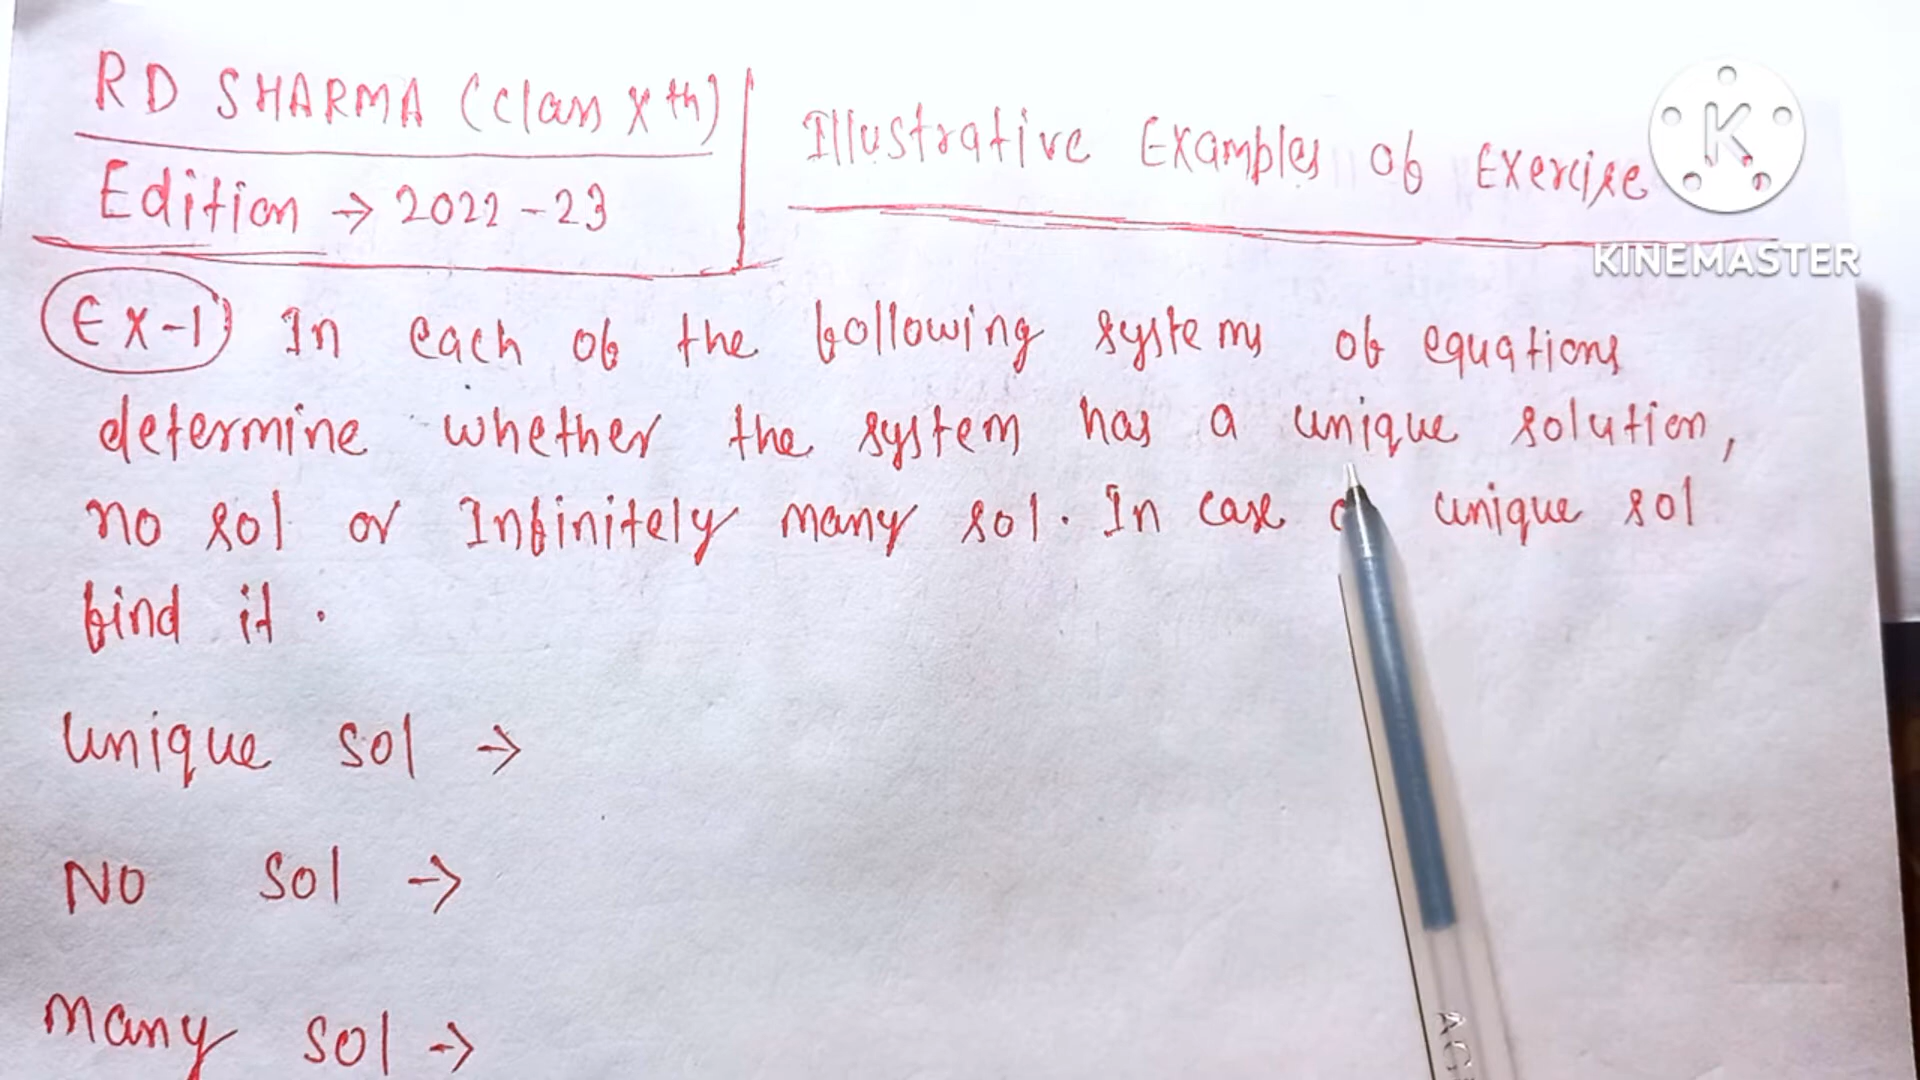 RD SHARMA (Class Xth)
Edition → 2022-23
Illustrative Examples of Exercise
K
KINEMASTER
Ex-1) In each of the following systems of equations
determine whether the system has a unique solution,
no sol or Infinitely many sol. In case unique sol
find it.
Unique sol →
NO sol →
Many sol →